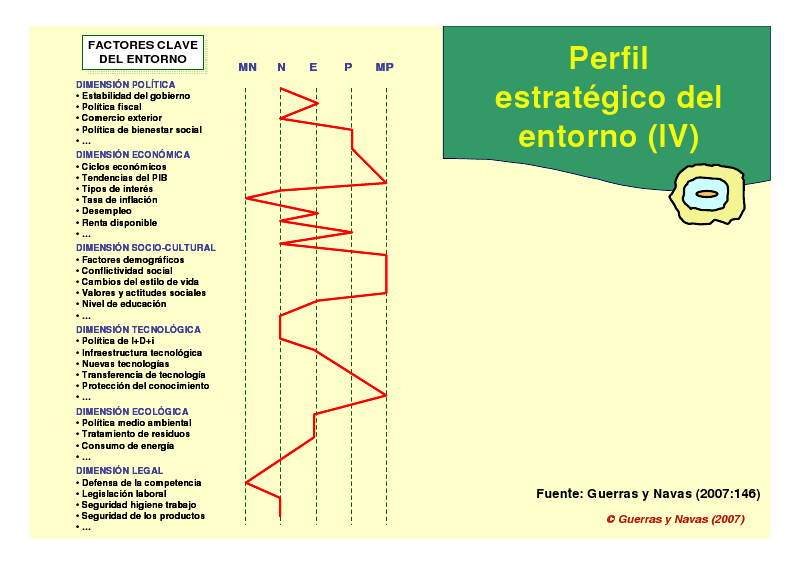 FACTORES CLAVE
DEL ENTORNO
MN N E P MP
Perfil
estratégico del
entorno (IV)
DIMENSIÓN POLÍTICA
• Estabilidad del gobierno
• Política fiscal
• Comercio exterior
• Política de bienestar social
• ...
DIMENSIÓN ECONÓMICA
• Ciclos económicos
• Tendencias del PIB
• Tipos de interés
• Tasa de inflación
• Desempleo
• Renta disponible
• ...
DIMENSIÓN SOCIO-CULTURAL
• Factores demográficos
• Conflictividad social
• Cambios del estilo de vida
• Valores y actitudes sociales
• Nivel de educación
• ...
DIMENSIÓN TECNOLÓGICA
• Política de I+D+i
• Infraestructura tecnológica
• Nuevas tecnologías
• Transferencia de tecnología
• Protección del conocimiento
• ...
DIMENSIÓN ECOLÓGICA
• Política medio ambiental
• Tratamiento de residuos
• Consumo de energía
• ...
DIMENSIÓN LEGAL
• Defensa de la competencia
• Legislación laboral
• Seguridad higiene trabajo
• Seguridad de los productos
• ...
Fuente: Guerras y Navas (2007:146)
© Guerras y Navas (2007)